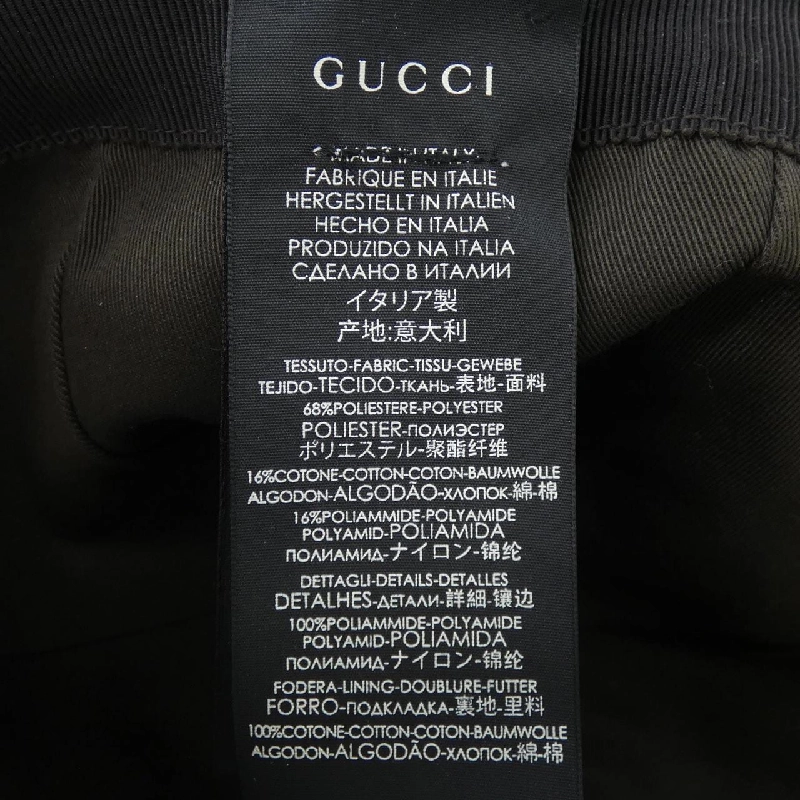 GUCCI
MADE IN ITALY
FABRIQUE EN ITALIE
HERGESTELLT IN ITALIEN
HECHO EN ITALIA
PRODUZIDO NA ITALIA
СДЕЛАНО В ИТАЛИИ
イタリア製
产地:意大利
TESSUTO-FABRIC-TISSU-GEWEBE
TEJIDO-TECIDO-ТКАНЬ-表地-面料
68%POLIESTERE-POLYESTER
POLIESTER-ПОЛИЭСТЕР
ポリエステル-聚酯纤维
16%COTONE-COTTON-COTON-BAUMWOLLE
ALGODON-ALGODÃO-ХЛОПОК-綿-棉
16%POLIAMMIDE-POLYAMIDE
POLYAMID-POLIAMIDA
ПОЛИАМИД-ナイロン-锦纶
DETTAGLI-DETAILS-DETALLES
DETALHES-ДЕТАЛИ-詳細-镶边
100%POLIAMMIDE-POLYAMIDE
POLYAMID-POLIAMIDA
ПОЛИАМИД-ナイロン-锦纶
FODERA-LINING-DOUBLURE-FUTTER
FORRO-ПОДКЛАДКА-裏地-里料
100%COTONE-COTTON-COTON-BAUMWOLLE
ALGODON-ALGODÃO-ХЛОПОК-綿-棉